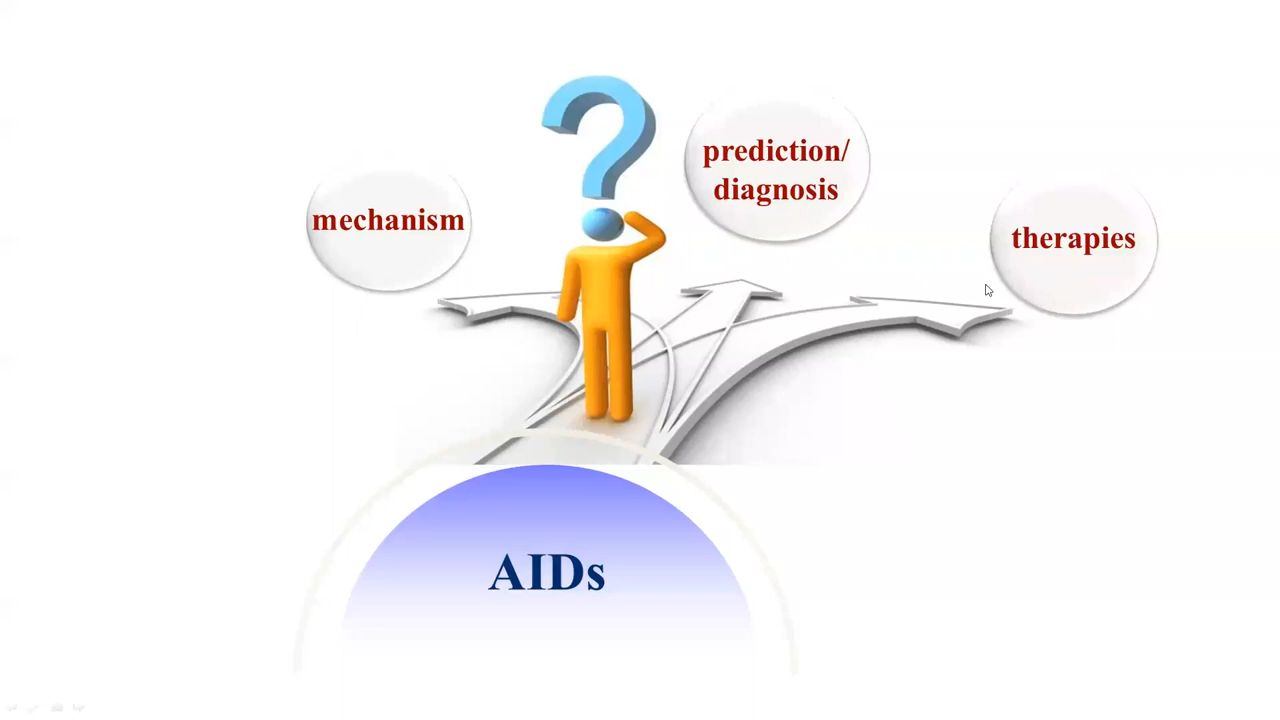 mechanism
prediction/
diagnosis
therapies
AIDs